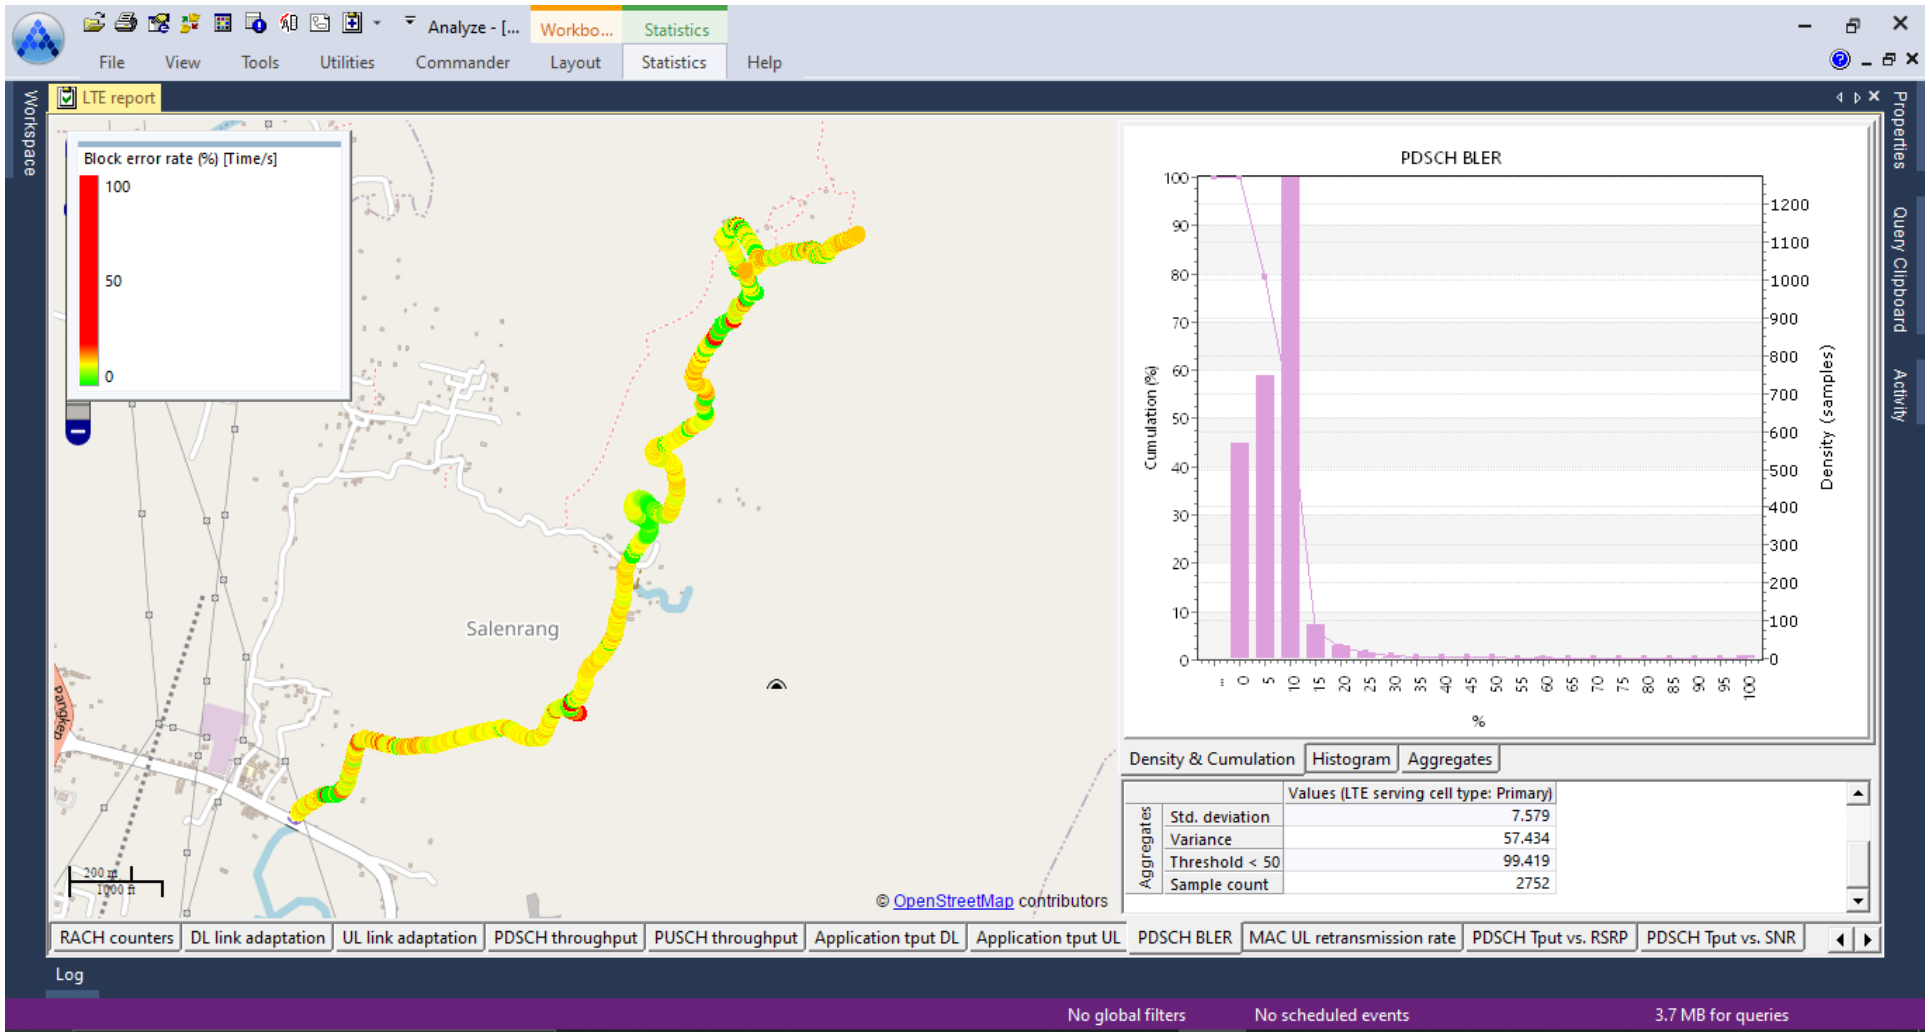 Analyze - [...
Workbo...
Statistics
File
View
Tools
Utilities
Commander
Layout
Statistics
Help
Workspace
LTE report
Properties
Query Clipboard
Activity
Block error rate (%) [Time/s]
100
50
0
Salenrang
Pangkep
200 m
1000 ft
© OpenStreetMap contributors
PDSCH BLER
Cumulation (%)
100
90
80
70
60
50
40
30
20
10
0
1200
1100
1000
900
800
700
600
500
400
300
200
100
0
Density (samples)
... 0 5 10 15 20 25 30 35 40 45 50 55 60 65 70 75 80 85 90 95 100
%
Density & Cumulation
Histogram
Aggregates
Values (LTE serving cell type: Primary)
Aggregates
Std. deviation 7.579
Variance 57.434
Threshold < 50 99.419
Sample count 2752
RACH counters
DL link adaptation
UL link adaptation
PDSCH throughput
PUSCH throughput
Application tput DL
Application tput UL
PDSCH BLER
MAC UL retransmission rate
PDSCH Tput vs. RSRP
PDSCH Tput vs. SNR
Log
No global filters
No scheduled events
3.7 MB for queries